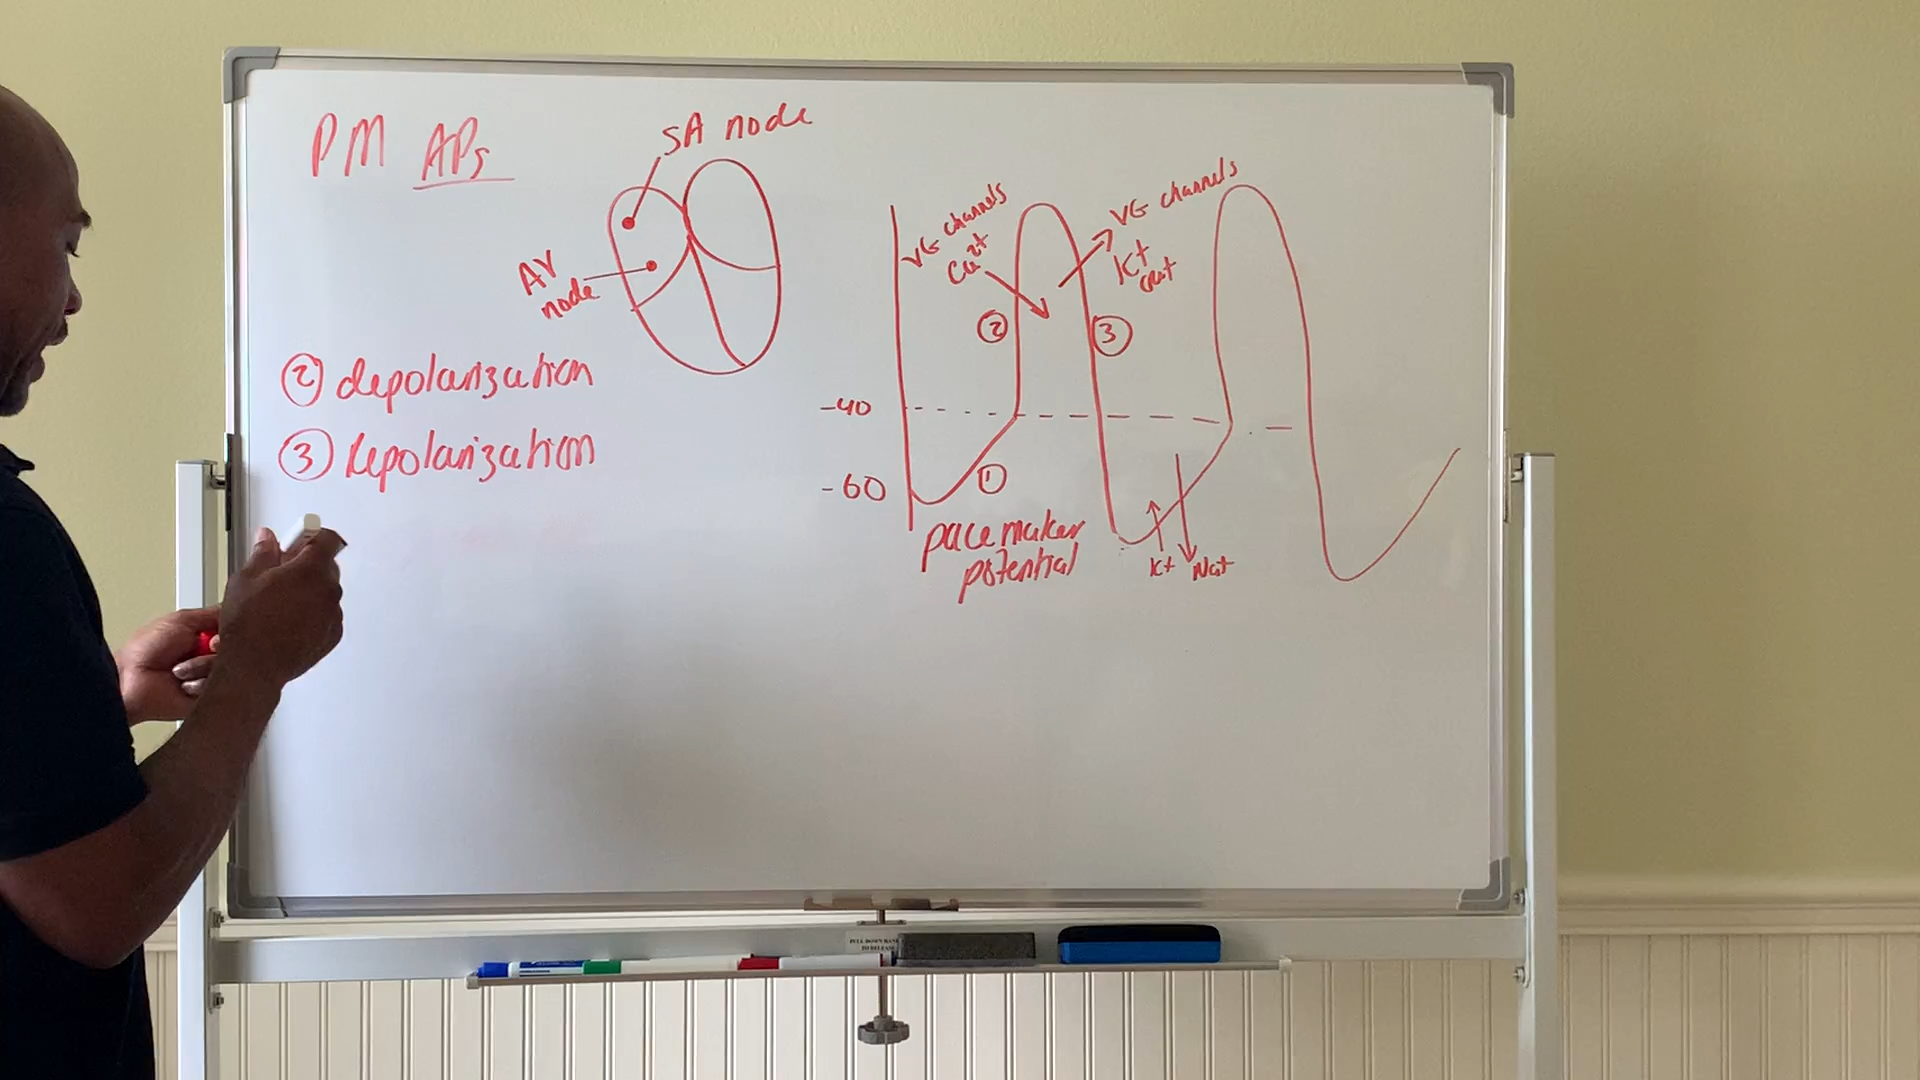 PM APs
SA node
AV
node
② depolarization
③ Repolarization
VG channels
Ca2+
VG channels
K+
out
②
③
-40
-60
①
pacemaker
potential
K+
Na+